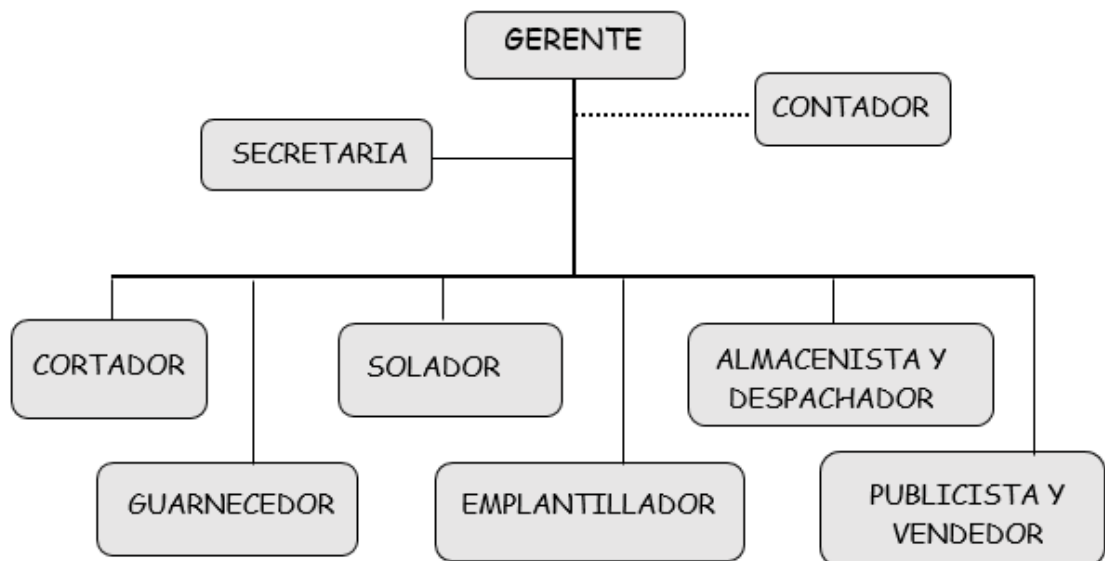 GERENTE
CONTADOR
SECRETARIA
CORTADOR
SOLADOR
ALMACENISTA Y
DESPACHADOR
GUARNECEDOR
EMPLANTILLADOR
PUBLICISTA Y
VENDEDOR